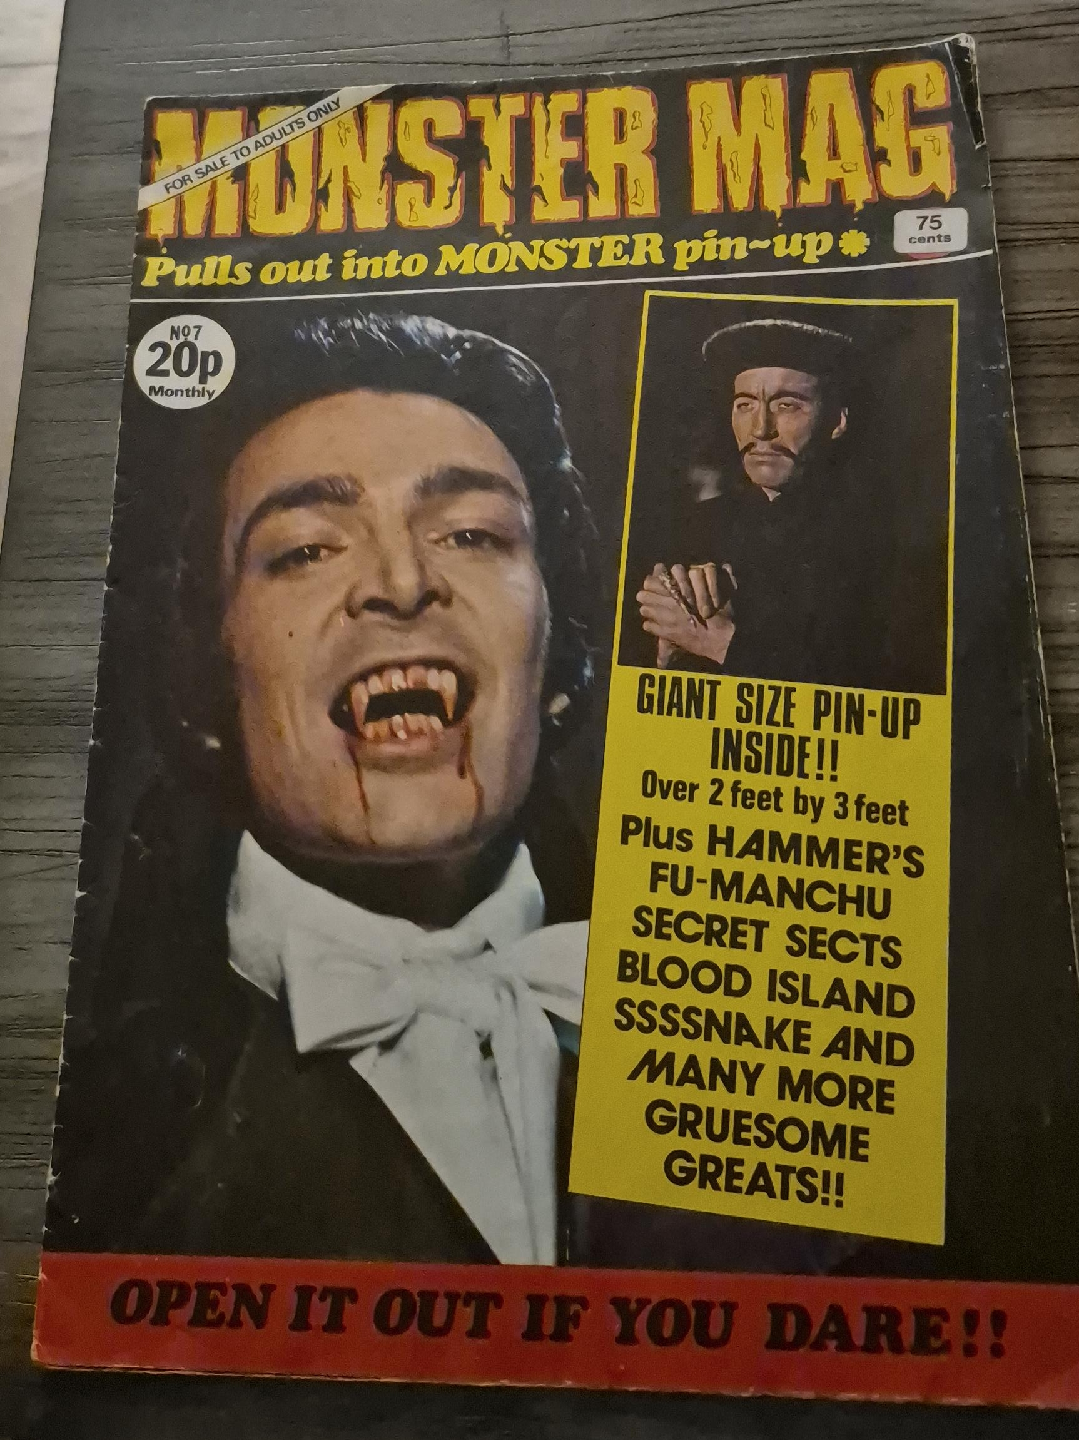 FOR SALE TO ADULTS ONLY
MONSTER MAG
Pulls out into MONSTER pin-up
75
cents
Nº7
20p
Monthly
GIANT SIZE PIN-UP
INSIDE!!
Over 2 feet by 3 feet
Plus HAMMER'S
FU-MANCHU
SECRET SECTS
BLOOD ISLAND
SSSSNAKE AND
MANY MORE
GRUESOME
GREATS!!
OPEN IT OUT IF YOU DARE!!